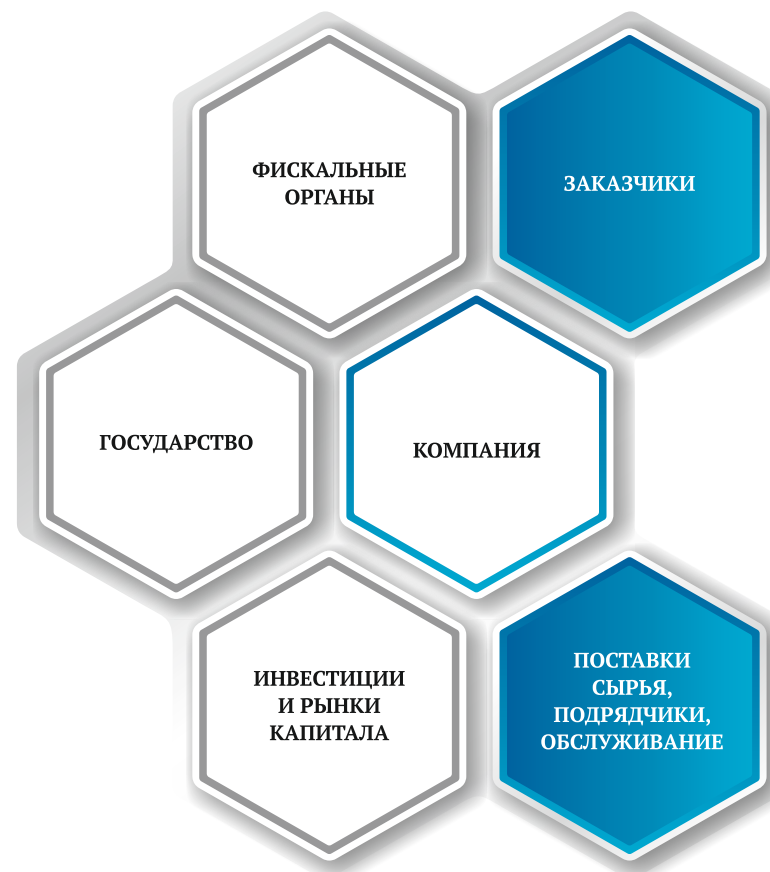 ФИСКАЛЬНЫЕ
ОРГАНЫ
ЗАКАЗЧИКИ
ГОСУДАРСТВО
КОМПАНИЯ
ИНВЕСТИЦИИ
И РЫНКИ
КАПИТАЛА
ПОСТАВКИ
СЫРЬЯ,
ПОДРЯДЧИКИ,
ОБСЛУЖИВАНИЕ